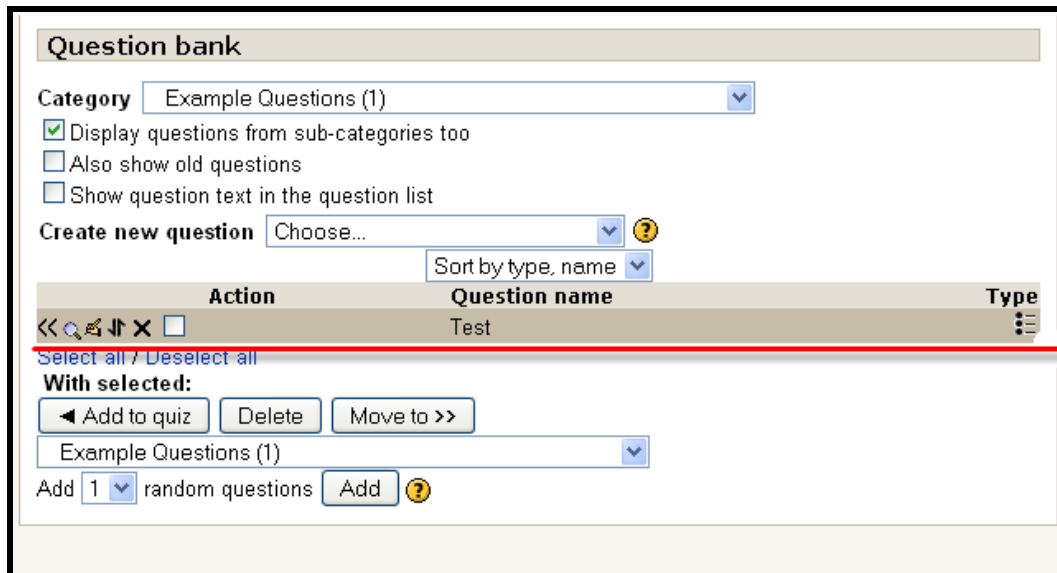 Question bank
Category Example Questions (1)
Display questions from sub-categories too
Also show old questions
Show question text in the question list
Create new question Choose... ?
Sort by type, name
Action Question name Type
Test
Select all / Deselect all
With selected:
◄ Add to quiz Delete Move to >>
Example Questions (1)
Add 1 random questions Add ?